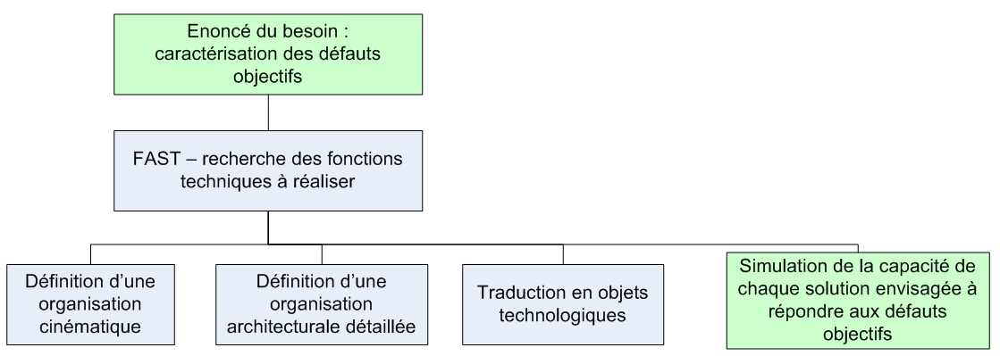 Enoncé du besoin :
caractérisation des défauts
objectifs
FAST – recherche des fonctions
techniques à réaliser
Définition d’une
organisation
cinématique
Définition d’une
organisation
architecturale détaillée
Traduction en objets
technologiques
Simulation de la capacité de
chaque solution envisagée à
répondre aux défauts
objectifs